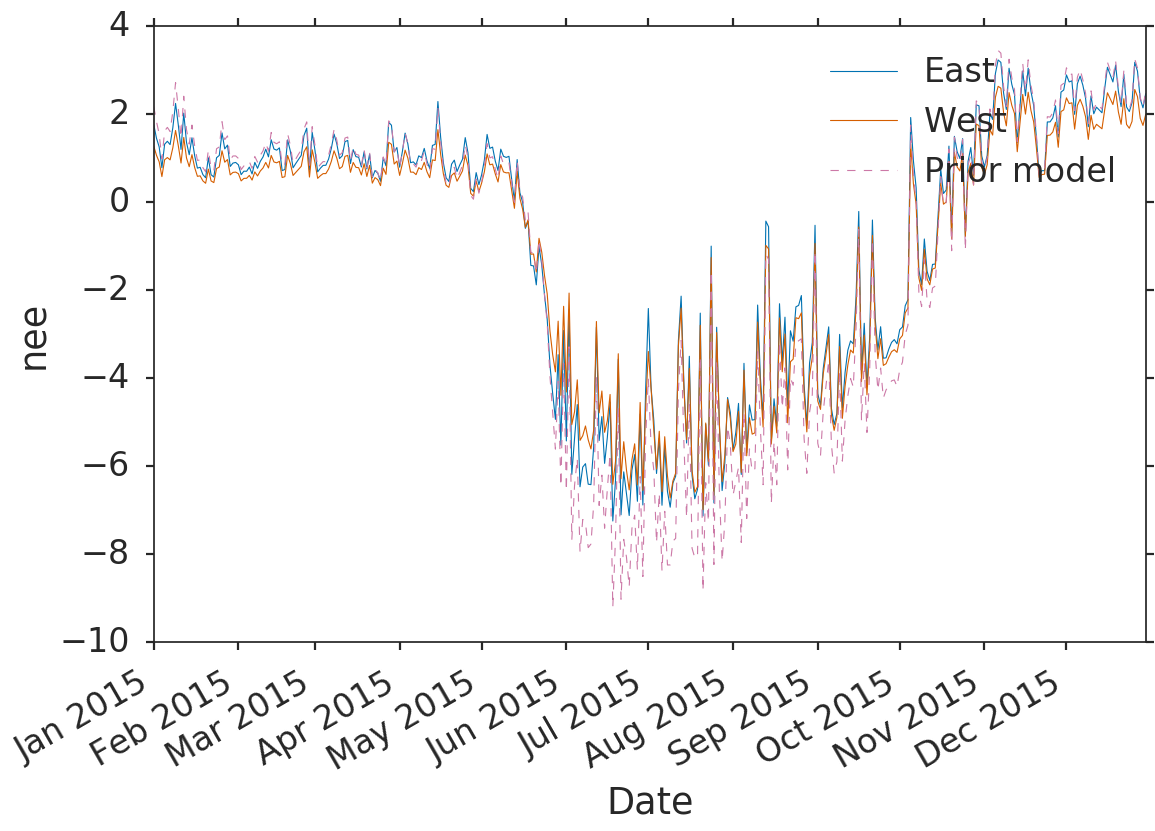 4
2
0
−2
−4
−6
−8
−10
nee
East
West
Prior model
Jan 2015
Feb 2015
Mar 2015
Apr 2015
May 2015
Jun 2015
Jul 2015
Aug 2015
Sep 2015
Oct 2015
Nov 2015
Dec 2015
Date